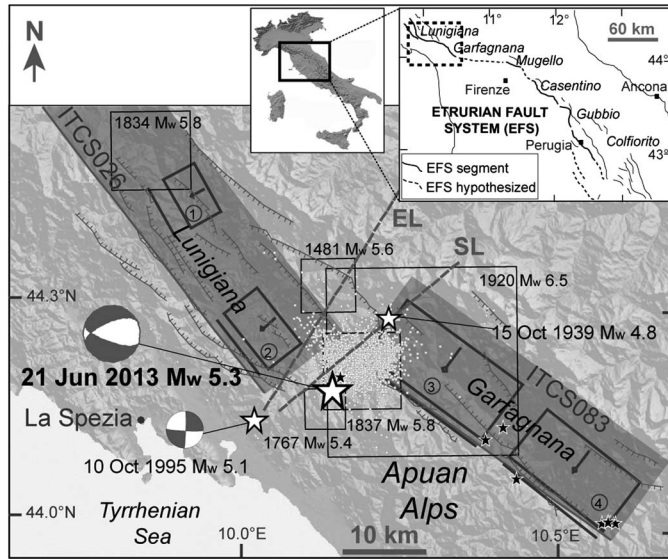 N
11°
12°
60 km
Lunigiana
Garfagnana
Mugello
44°
Firenze
Casentino
Ancona
ETRURIAN FAULT
SYSTEM (EFS)
Gubbio
Perugia
Colfiorito
43°
EFS segment
EFS hypothesized
ITCS026
1834 Mw 5.8
1
Lunigiana
EL
SL
1481 Mw 5.6
1920 Mw 6.5
44.3°N
2
15 Oct 1939 Mw 4.8
21 Jun 2013 Mw 5.3
3
Garfagnana
ITCS083
La Spezia
1767 Mw 5.4
1837 Mw 5.8
10 Oct 1995 Mw 5.1
Apuan
Alps
4
44.0°N
Tyrrhenian
Sea
10.0°E
10 km
10.5°E